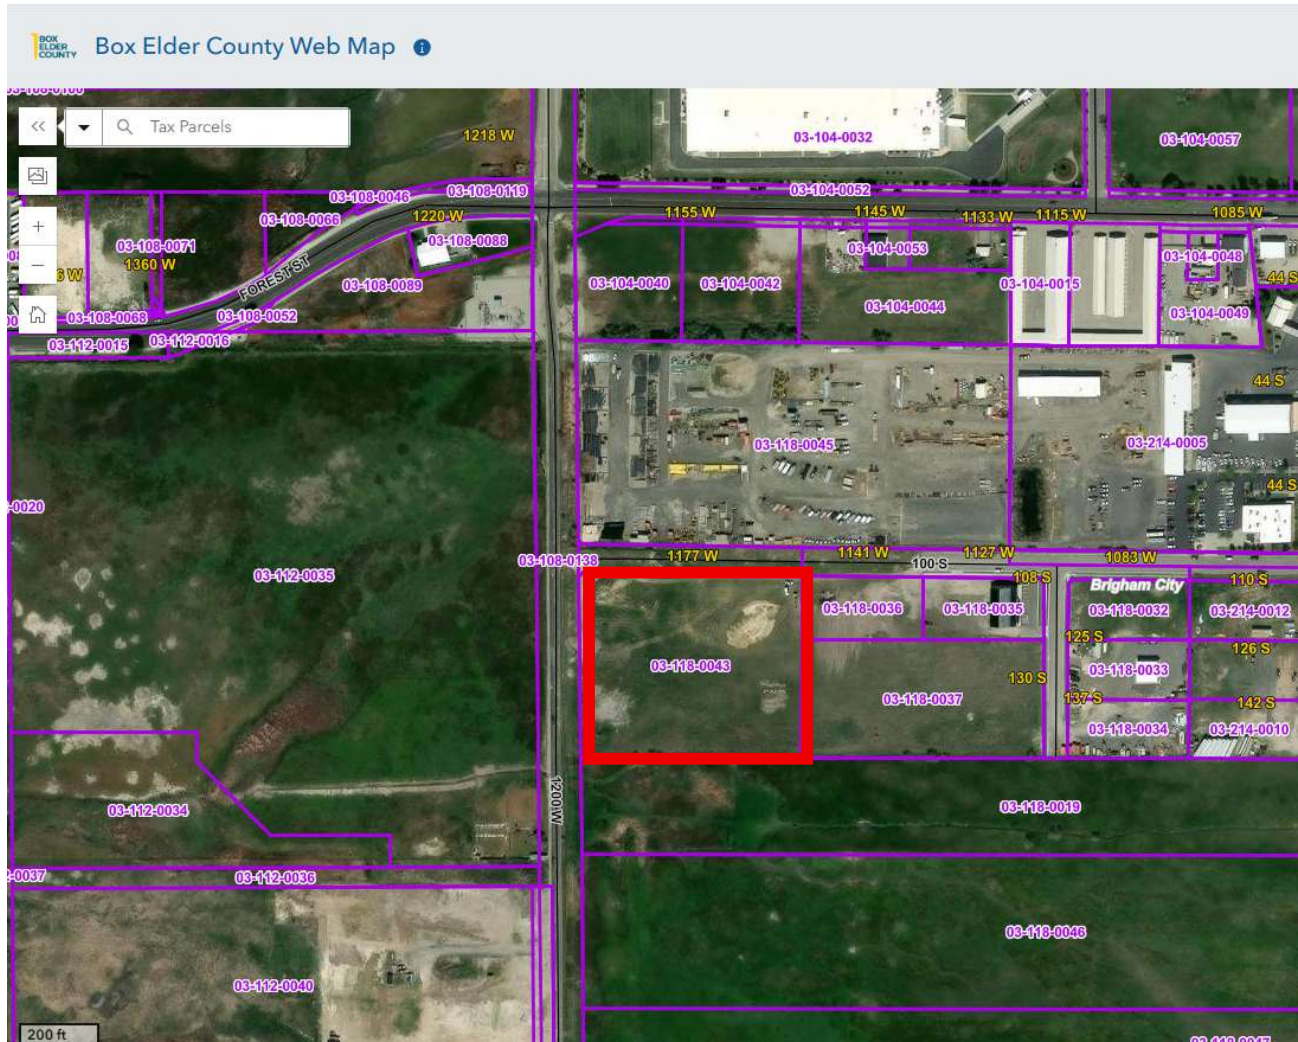 BOX
ELDER
COUNTY
Box Elder County Web Map
Tax Parcels
1218 W
03-104-0032
03-104-0057
03-108-0046
03-108-0119
03-104-0052
03-108-0066
1220 W
1155 W
1145 W
1133 W
1115 W
1085 W
03-108-0071
03-108-0088
03-104-0053
03-104-0048
1360 W
FOREST ST
03-108-0089
03-104-0040
03-104-0042
03-104-0015
44 S
03-108-0068
03-108-0052
03-104-0044
03-104-0049
03-112-0015
03-112-0016
44 S
03-118-0045
03-214-0005
44 S
-0020
03-108-0138
1177 W
1141 W
1127 W
1083 W
100 S
03-112-0035
108 S
Brigham City
110 S
03-118-0036
03-118-0035
03-118-0032
03-214-0012
125 S
126 S
03-118-0043
130 S
03-118-0033
03-118-0037
137 S
142 S
03-118-0034
03-214-0010
1200 W
03-112-0034
03-118-0019
-0037
03-112-0036
03-118-0046
03-112-0040
200 ft